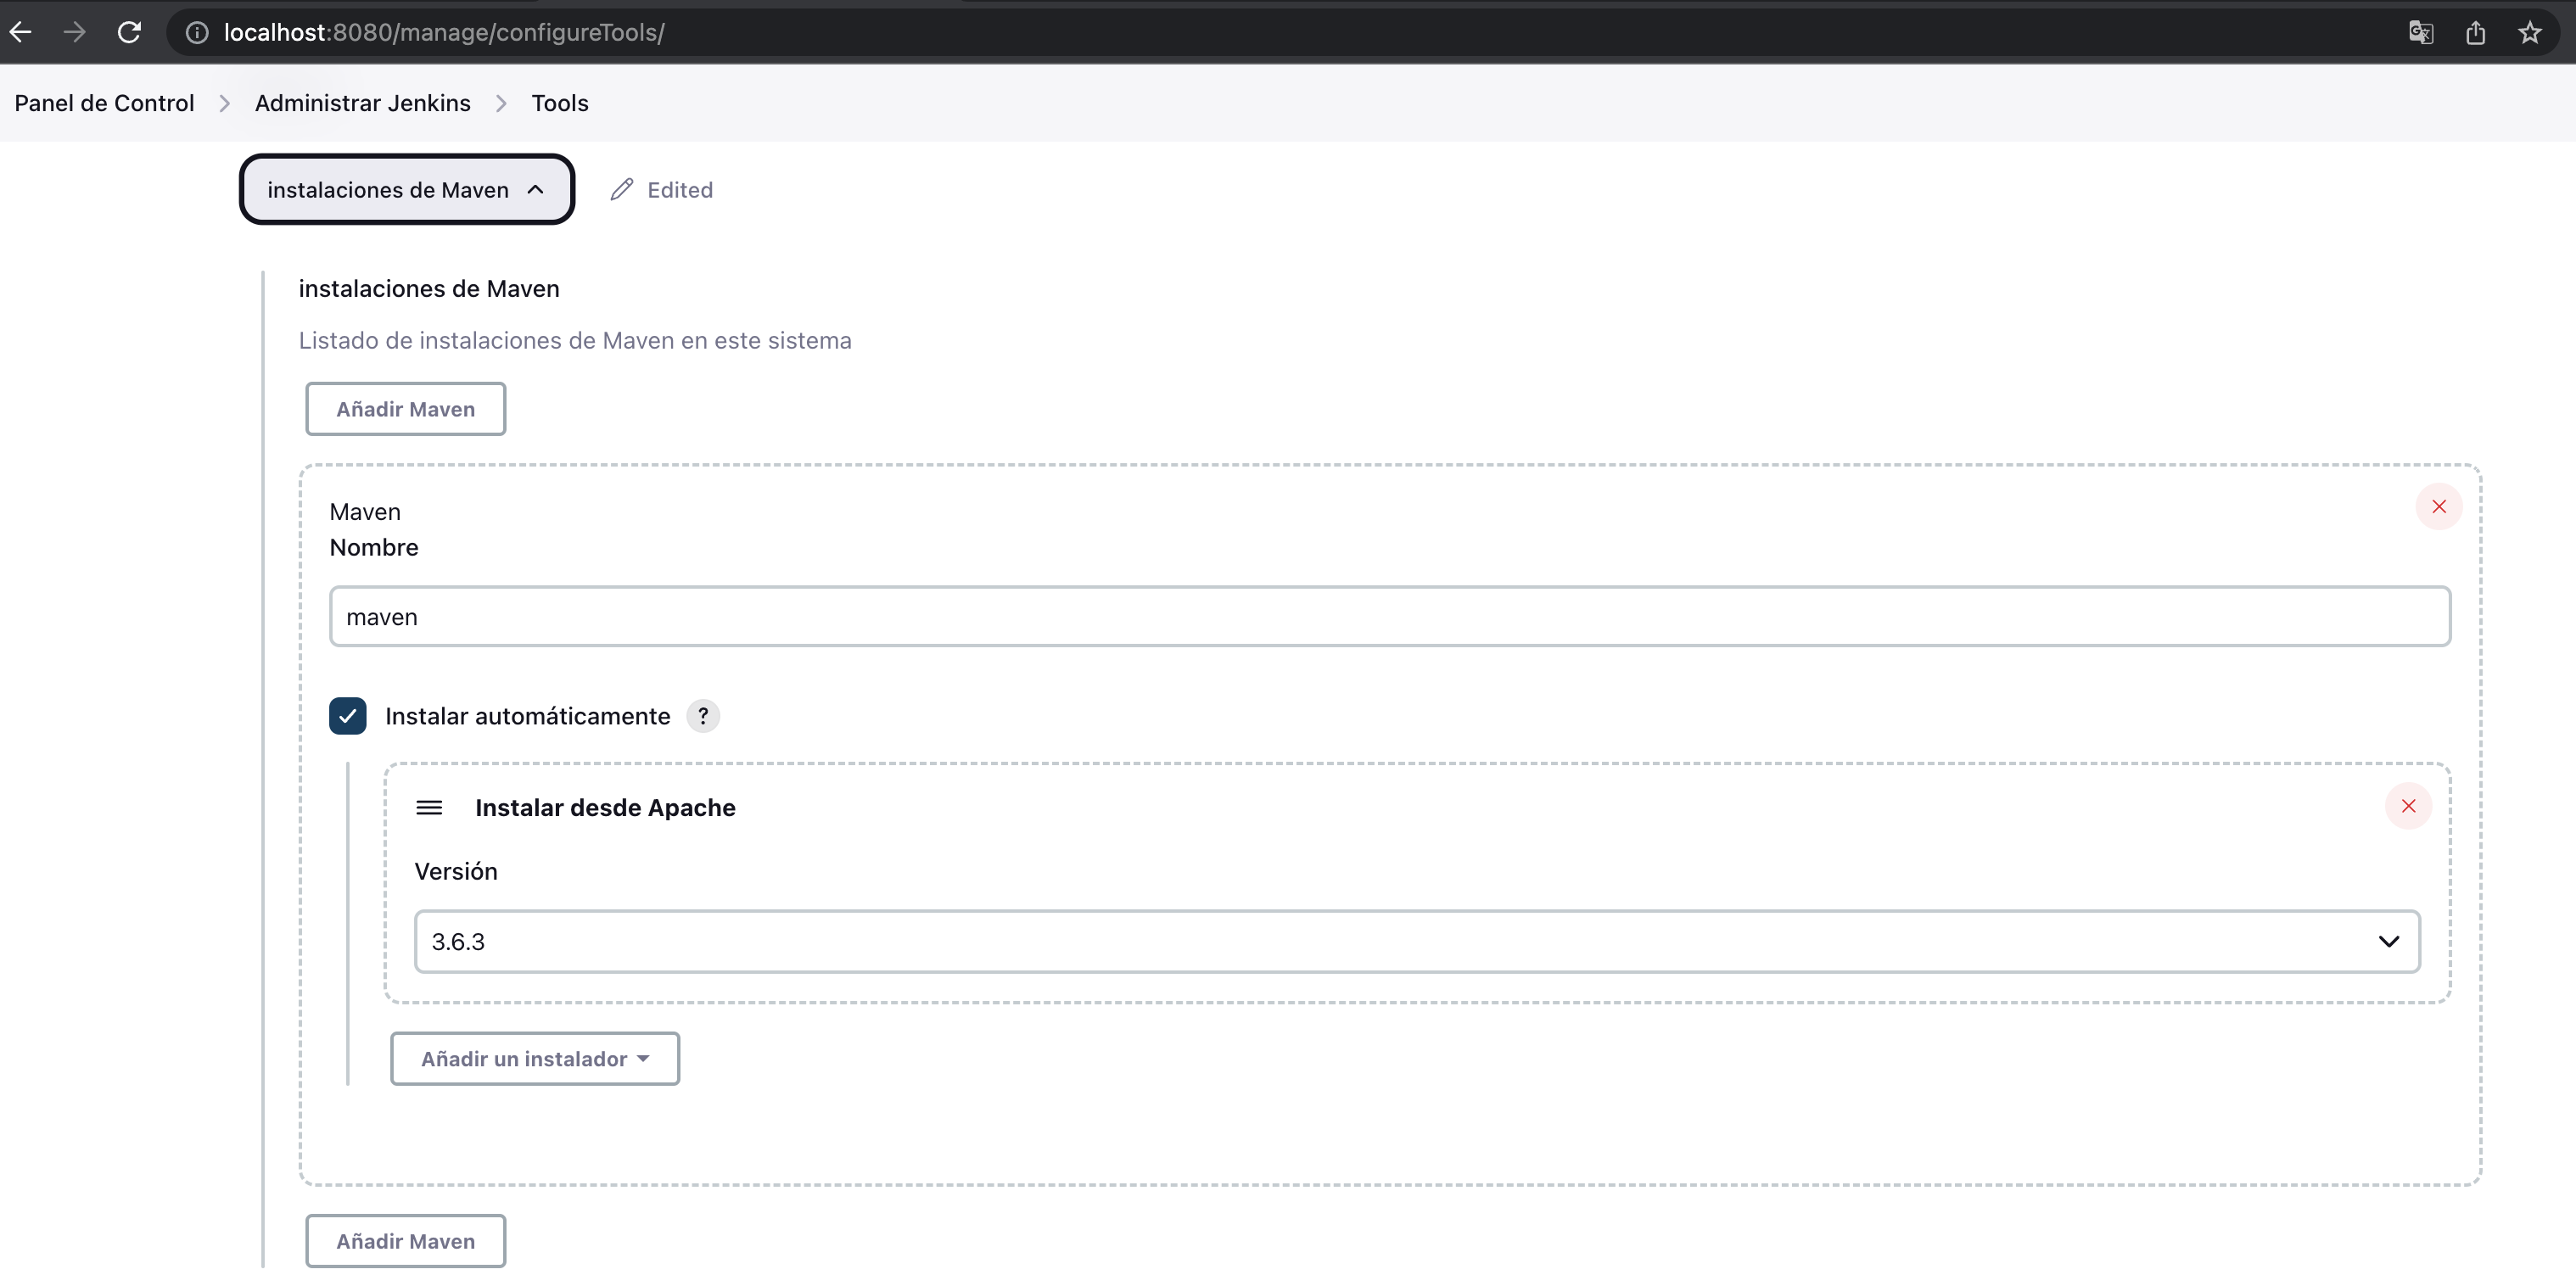 localhost:8080/manage/configureTools/
Panel de Control > Administrar Jenkins > Tools
instalaciones de Maven Edited
instalaciones de Maven
Listado de instalaciones de Maven en este sistema
Añadir Maven
Maven
Nombre
maven
Instalar automáticamente ?
Instalar desde Apache
Versión
3.6.3
Añadir un instalador
Añadir Maven